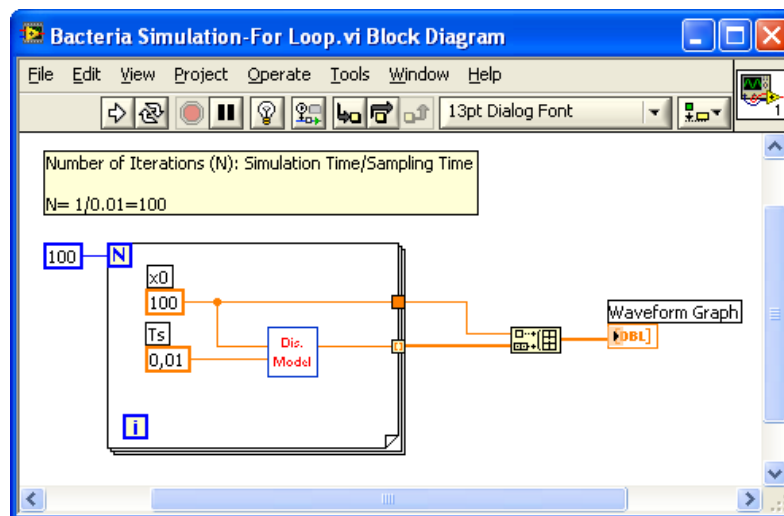 Bacteria Simulation-For Loop.vi Block Diagram
File Edit View Project Operate Tools Window Help
13pt Dialog Font
1
Number of Iterations (N): Simulation Time/Sampling Time
N= 1/0.01=100
100 N
x0
100
Ts
0,01
Dis.
Model
i
Waveform Graph
DBL]